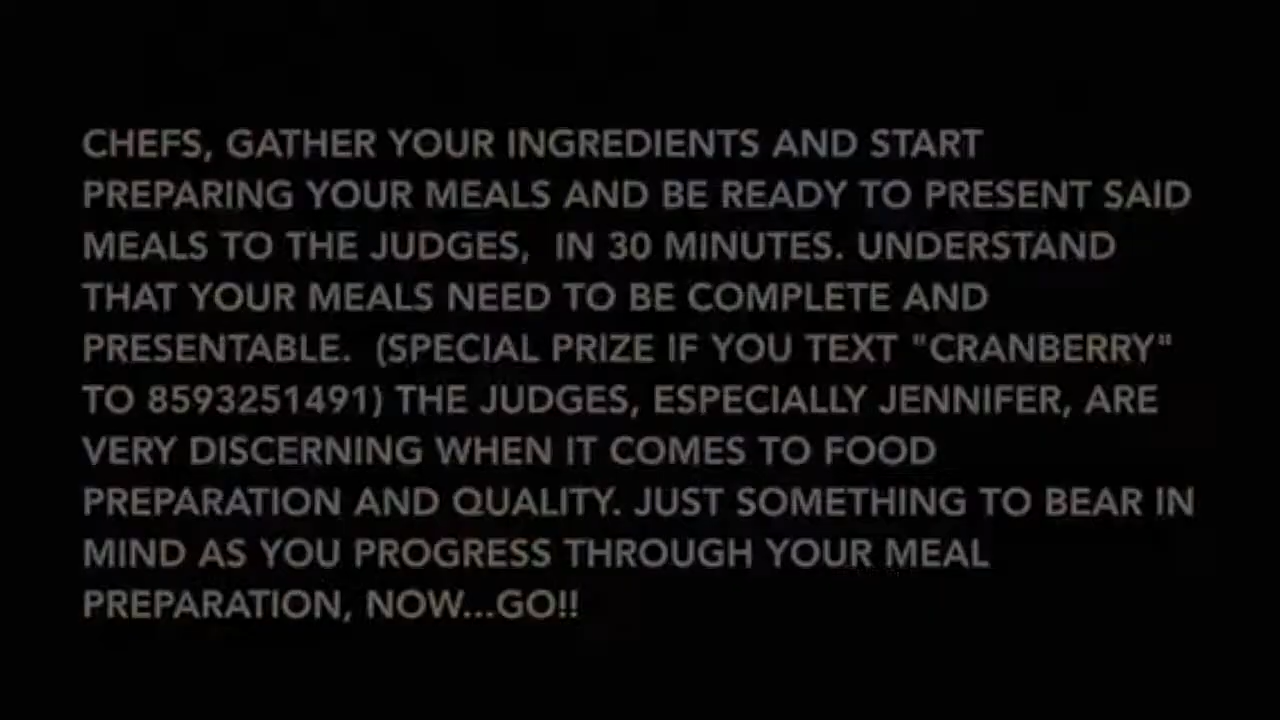 CHEFS, GATHER YOUR INGREDIENTS AND START
PREPARING YOUR MEALS AND BE READY TO PRESENT SAID
MEALS TO THE JUDGES,  IN 30 MINUTES. UNDERSTAND
THAT YOUR MEALS NEED TO BE COMPLETE AND
PRESENTABLE.  (SPECIAL PRIZE IF YOU TEXT "CRANBERRY"
TO 8593251491) THE JUDGES, ESPECIALLY JENNIFER, ARE
VERY DISCERNING WHEN IT COMES TO FOOD
PREPARATION AND QUALITY. JUST SOMETHING TO BEAR IN
MIND AS YOU PROGRESS THROUGH YOUR MEAL
PREPARATION, NOW...GO!!